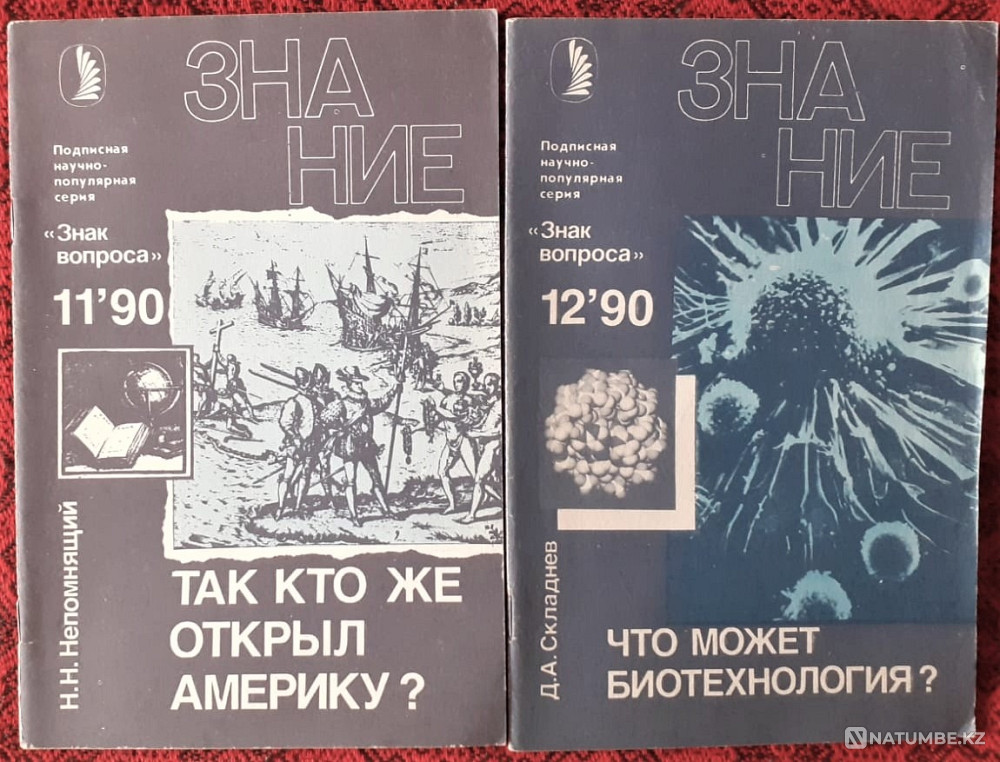 ЗНА
НИЕ
Подписная
научно-
популярная
серия
«Знак
вопроса»
11’90
Н.Н. Непомнящий
ТАК КТО ЖЕ
ОТКРЫЛ
АМЕРИКУ?
ЗНА
НИЕ
Подписная
научно-
популярная
серия
«Знак
вопроса»
12’90
Д.А. Складнев
ЧТО МОЖЕТ
БИОТЕХНОЛОГИЯ?
NATUMBE.KZ